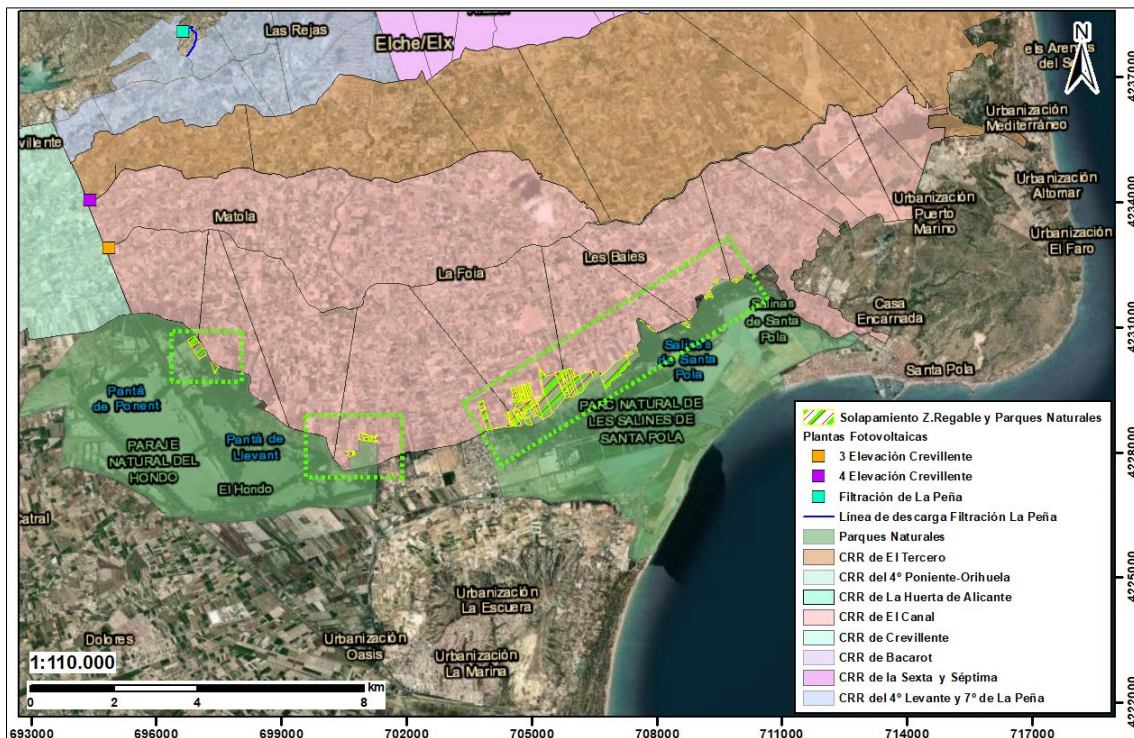 Las Rejas
Elche/Elx
els Arenals
del Sol
Urbanización
Mediterráneo
villente
Urbanización
Altomar
Urbanización
Puerto
Marino
Urbanización
El Faro
Matola
Les Baies
La Foia
Casa
Encarnada
Salinas
de Santa
Pola
Salines
de Santa
Pola
Santa Pola
Pantà
de Ponent
PARC NATURAL DE
LES SALINES DE
SANTA POLA
PARAJE
NATURAL DEL
HONDO
Pantà de
Llevant
El Hondo
Catral
Urbanización
La Escuera
Dolores
Urbanización
Oasis
Urbanización
La Marina
1:110.000
km
0 2 4 8
Solapamiento Z.Regable y Parques Naturales
Plantas Fotovoltaicas
3 Elevación Crevillente
4 Elevación Crevillente
Filtración de La Peña
Línea de descarga Filtración La Peña
Parques Naturales
CRR de El Tercero
CRR del 4º Poniente-Orihuela
CRR de La Huerta de Alicante
CRR de El Canal
CRR de Crevillente
CRR de Bacarot
CRR de la Sexta y Séptima
CRR del 4º Levante y 7º de La Peña
4237000
4234000
4231000
4228000
4225000
4222000
693000 696000 699000 702000 705000 708000 711000 714000 717000